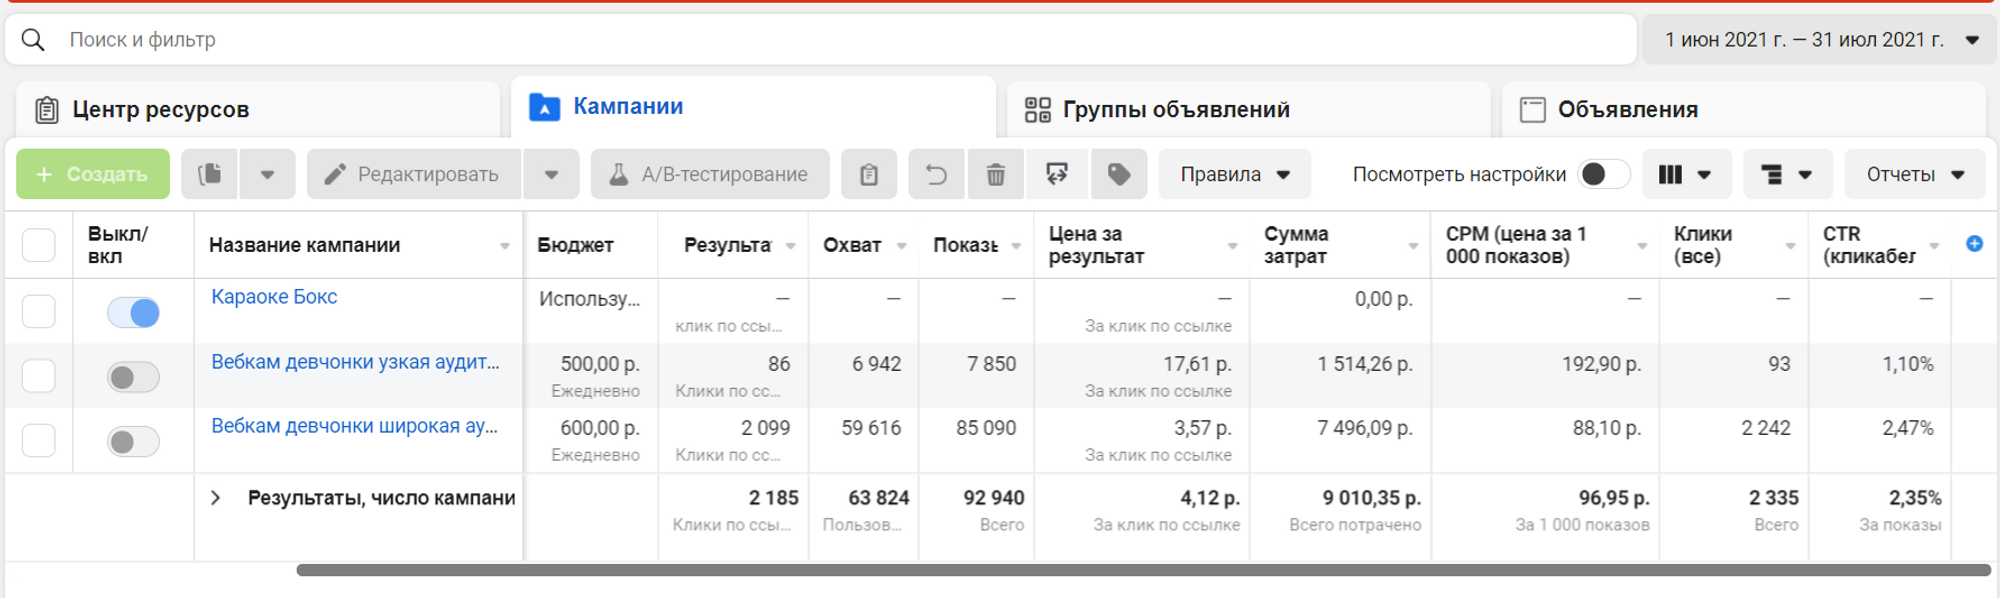 Поиск и фильтр
1 июн 2021 г. — 31 июл 2021 г.
Центр ресурсов
Кампании
Группы объявлений
Объявления
+ Создать
Редактировать
A/B-тестирование
Правила
Посмотреть настройки
Отчеты
Выкл/
вкл
Название кампании
Бюджет
Результат
Охват
Показы
Цена за
результат
Сумма
затрат
CPM (цена за 1
000 показов)
Клики
(все)
CTR
(кликабел
Караоке Бокс
Использу... — — — — 0,00 р. — — —
клик по ссы... За клик по ссылке
Вебкам девчонки узкая аудит...
500,00 р. 86 6 942 7 850 17,61 р. 1 514,26 р. 192,90 р. 93 1,10%
Ежедневно Клики по сс... За клик по ссылке
Вебкам девчонки широкая ау...
600,00 р. 2 099 59 616 85 090 3,57 р. 7 496,09 р. 88,10 р. 2 242 2,47%
Ежедневно Клики по сс... За клик по ссылке
Результаты, число кампани 2 185 63 824 92 940 4,12 р. 9 010,35 р. 96,95 р. 2 335 2,35%
Клики по ссы... Пользов... Всего За клик по ссылке Всего потрачено За 1 000 показов Всего За показы